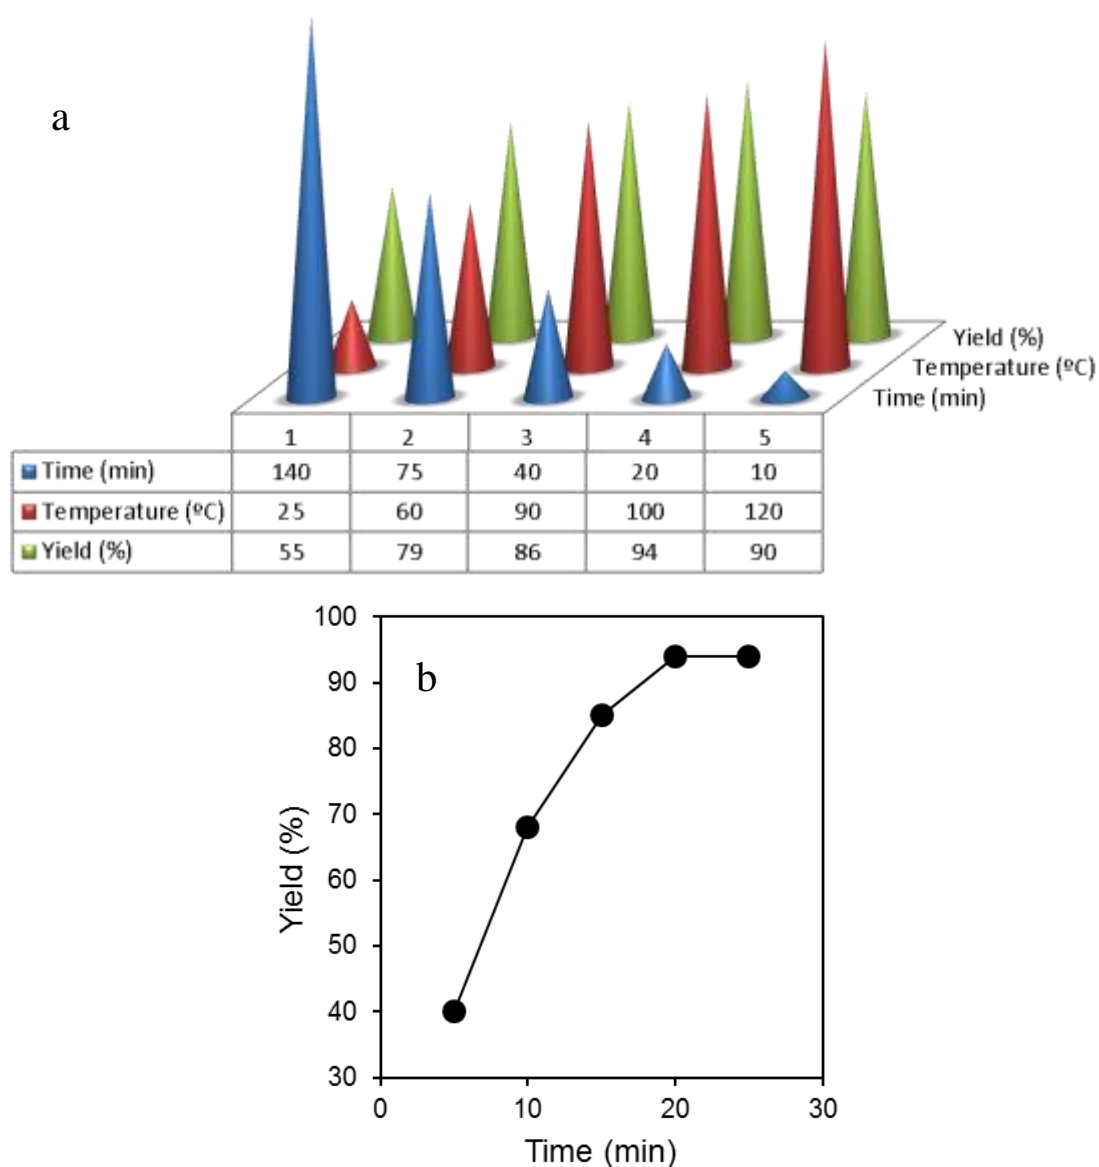 a
Yield (%)
Temperature (ºC)
Time (min)
1 2 3 4 5
Time (min) 140 75 40 20 10
Temperature (ºC) 25 60 90 100 120
Yield (%) 55 79 86 94 90
b
Yield (%)
100
90
80
70
60
50
40
30
0 10 20 30
Time (min)